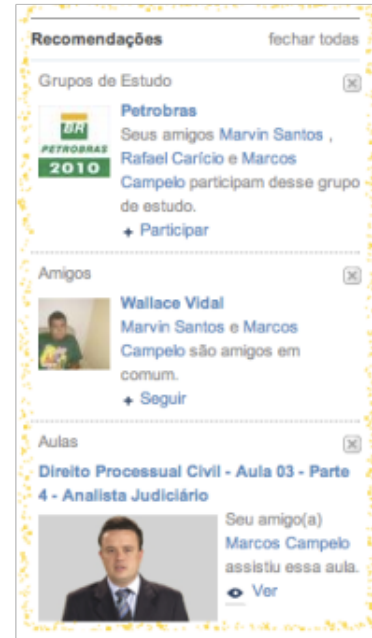 Recomendações fechar todas
Grupos de Estudo
BR
PETROBRAS
2010
Petrobras
Seus amigos Marvin Santos ,
Rafael Carício e Marcos
Campelo participam desse grupo
de estudo.
+ Participar
Amigos
Wallace Vidal
Marvin Santos e Marcos
Campelo são amigos em
comum.
+ Seguir
Aulas
Direito Processual Civil - Aula 03 - Parte
4 - Analista Judiciário
Seu amigo(a)
Marcos Campelo
assistiu essa aula.
Ver